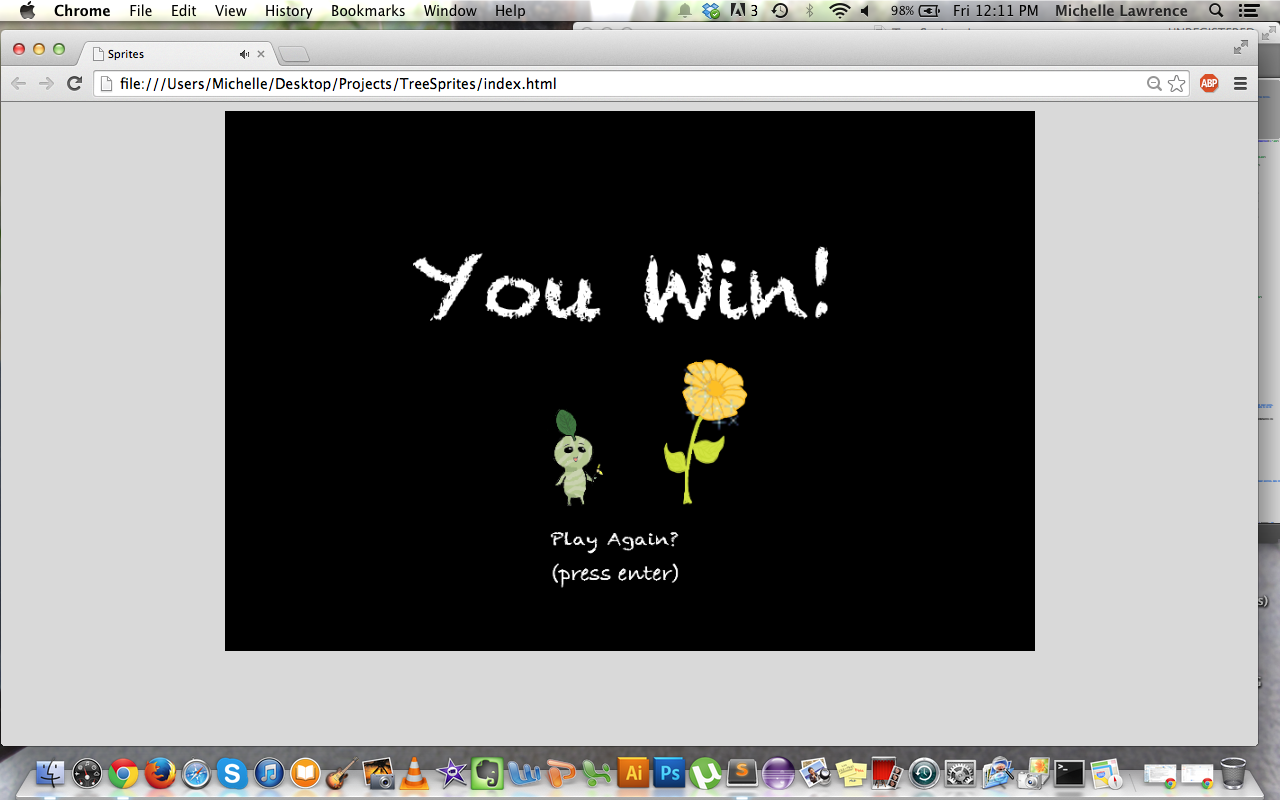 Chrome File Edit View History Bookmarks Window Help 3 98% Fri 12:11 PM Michelle Lawrence
Sprites
file:///Users/Michelle/Desktop/Projects/TreeSprites/index.html
ABP
You Win!
Play Again?
(press enter)
Ai Ps